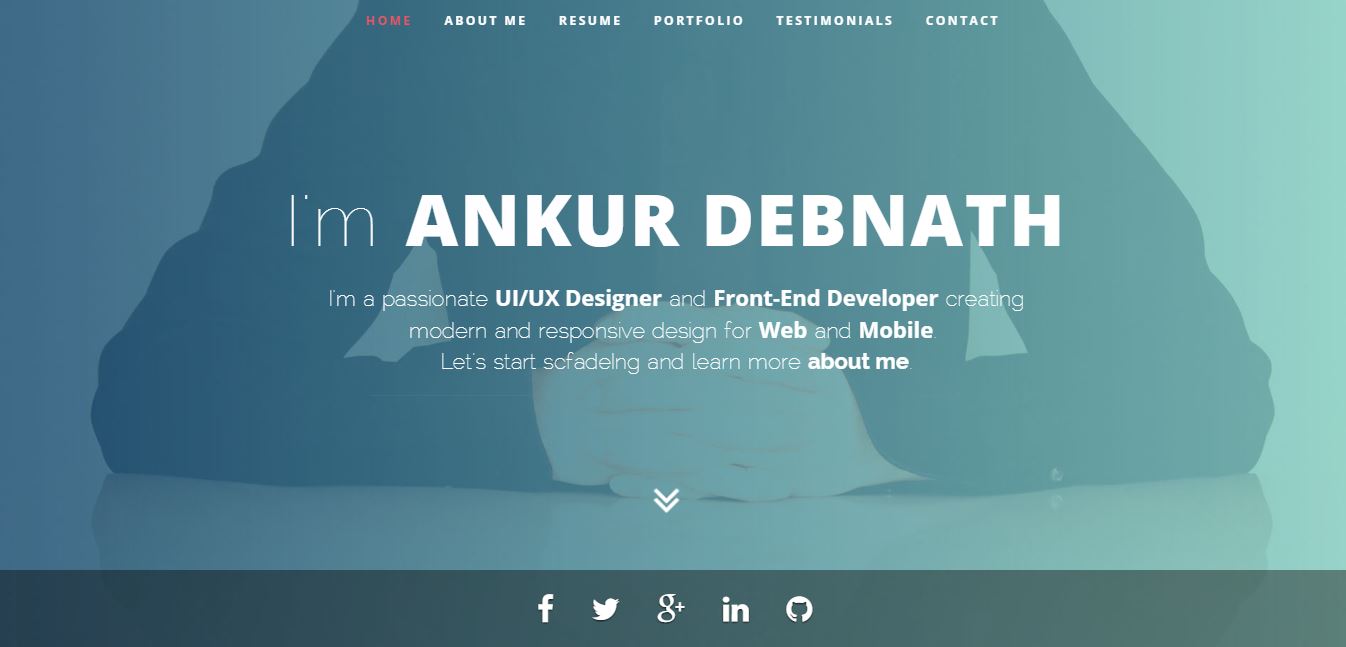 HOME ABOUT ME RESUME PORTFOLIO TESTIMONIALS CONTACT
I'm ANKUR DEBNATH
I'm a passionate UI/UX Designer and Front-End Developer creating
modern and responsive design for Web and Mobile.
Let's start scfadelng and learn more about me.